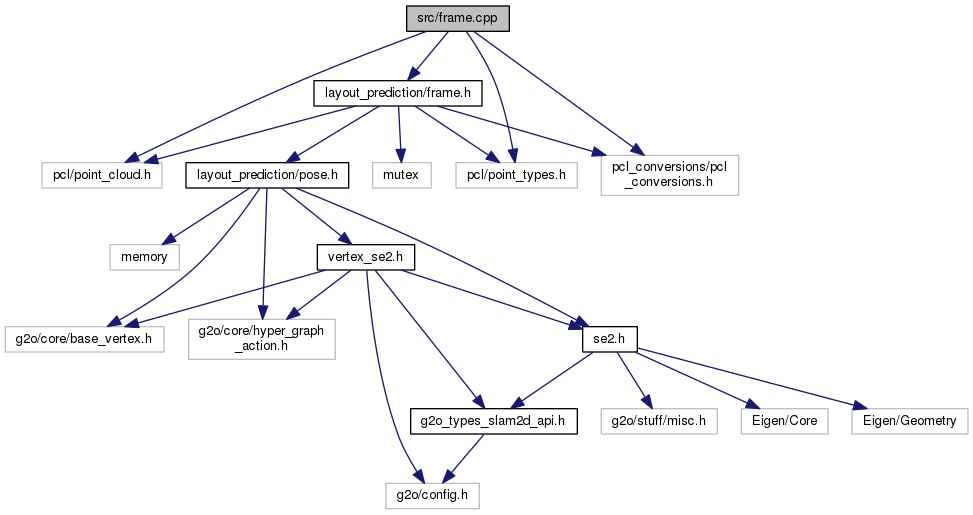 src/frame.cpp
layout_prediction/frame.h
pcl/point_cloud.h
layout_prediction/pose.h
mutex
pcl/point_types.h
pcl_conversions/pcl
_conversions.h
memory
vertex_se2.h
g2o/core/base_vertex.h
g2o/core/hyper_graph
_action.h
se2.h
g2o_types_slam2d_api.h
g2o/stuff/misc.h
Eigen/Core
Eigen/Geometry
g2o/config.h